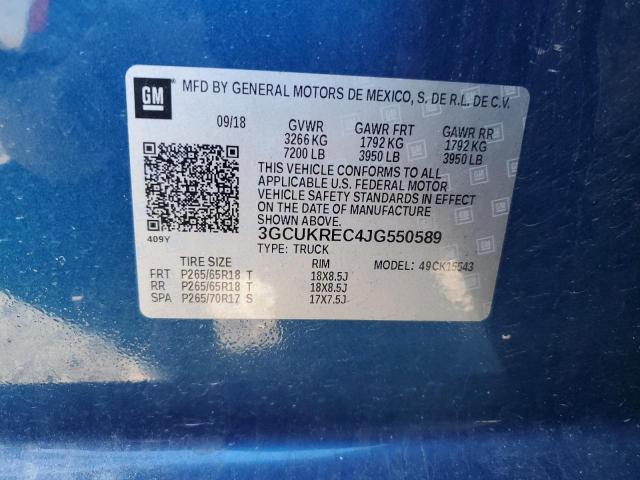 GM MFD BY GENERAL MOTORS DE MEXICO, S. DE R.L. DE C.V.
09/18 GVWR GAWR FRT GAWR RR
3266 KG 1792 KG 1792 KG
7200 LB 3950 LB 3950 LB
THIS VEHICLE CONFORMS TO ALL
APPLICABLE U.S. FEDERAL MOTOR
VEHICLE SAFETY STANDARDS IN EFFECT
ON THE DATE OF MANUFACTURE
SHOWN ABOVE.
409Y 3GCUKREC4JG550589
TYPE: TRUCK
TIRE SIZE RIM MODEL: 49CK15543
FRT P265/65R18 T 18X8.5J
RR P265/65R18 T 18X8.5J
SPA P265/70R17 S 17X7.5J